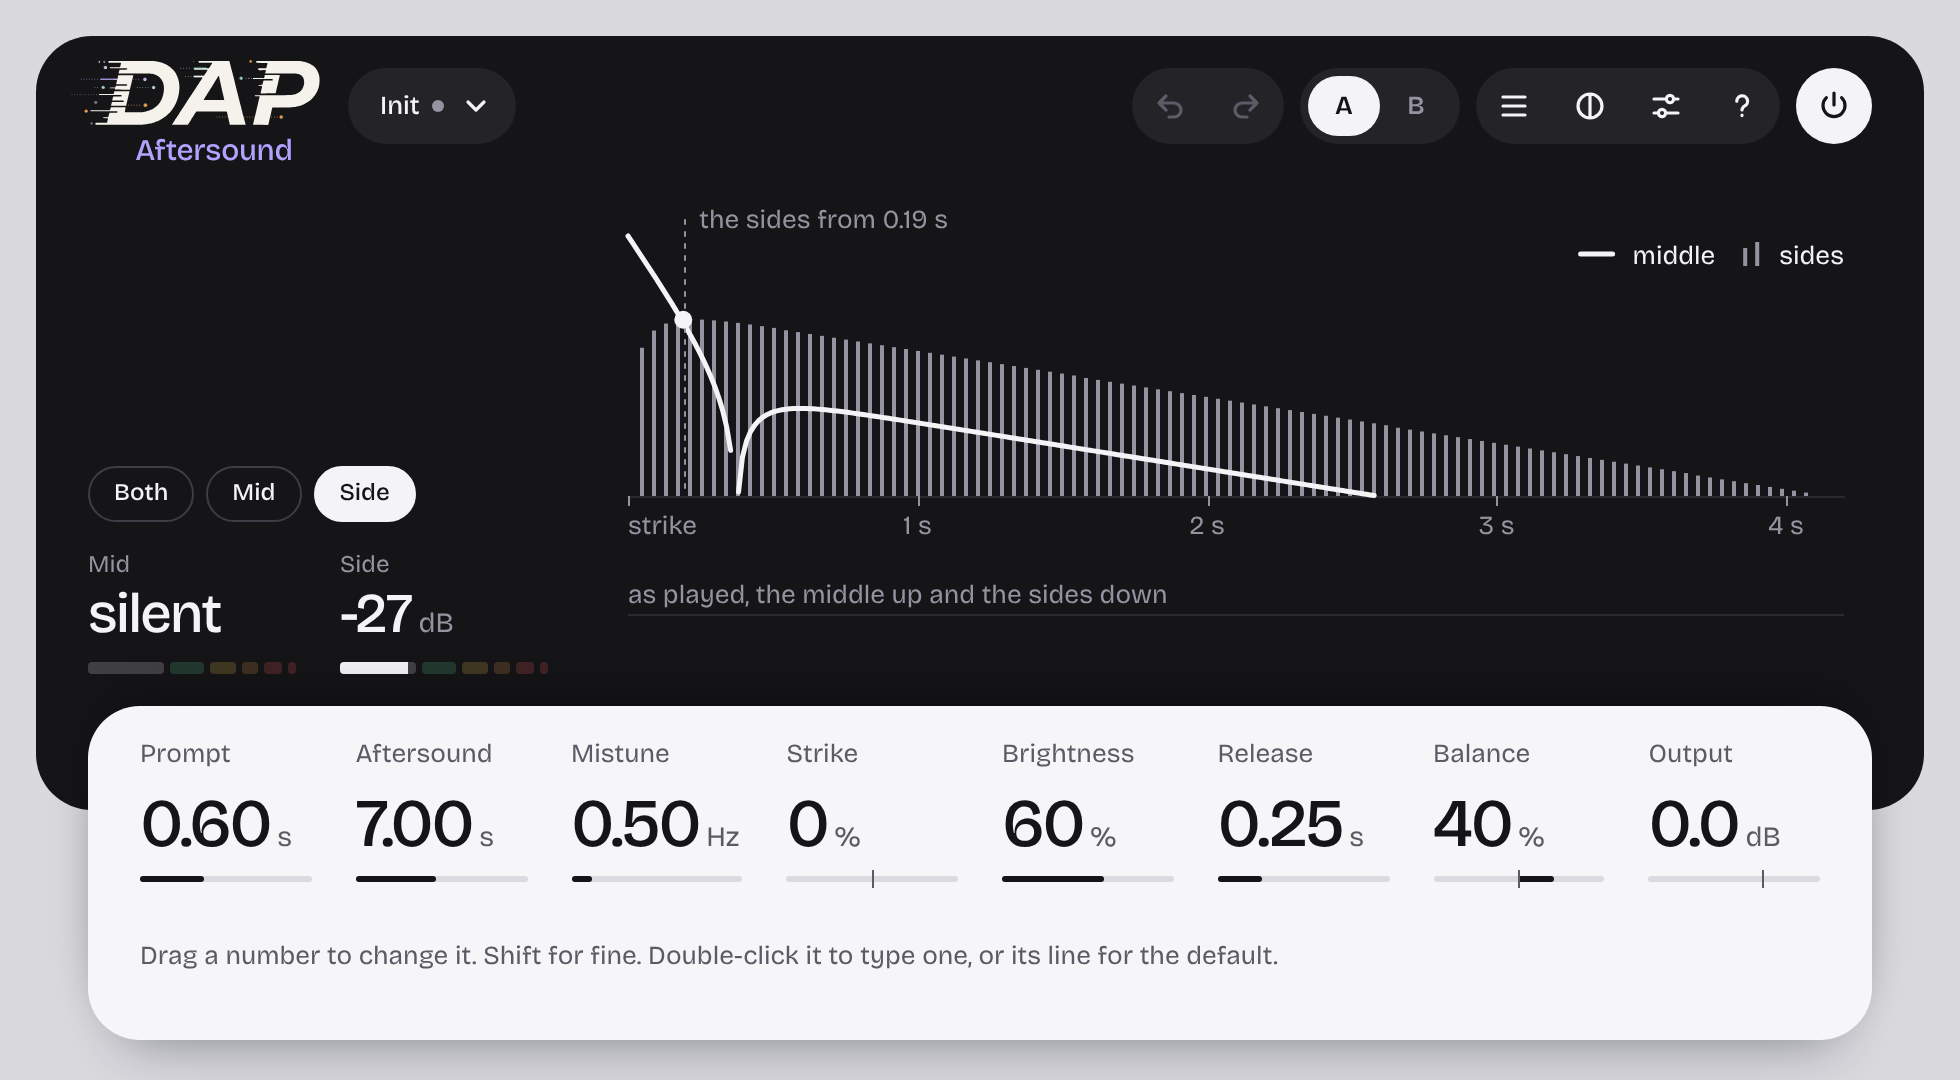 DAP
Aftersound
Init
A B
?
the sides from 0.19 s
middle sides
strike 1 s 2 s 3 s 4 s
as played, the middle up and the sides down
Both Mid Side
Mid Side
silent -27 dB
Prompt Aftersound Mistune Strike Brightness Release Balance Output
0.60 s 7.00 s 0.50 Hz 0 % 60 % 0.25 s 40 % 0.0 dB
Drag a number to change it. Shift for fine. Double-click it to type one, or its line for the default.